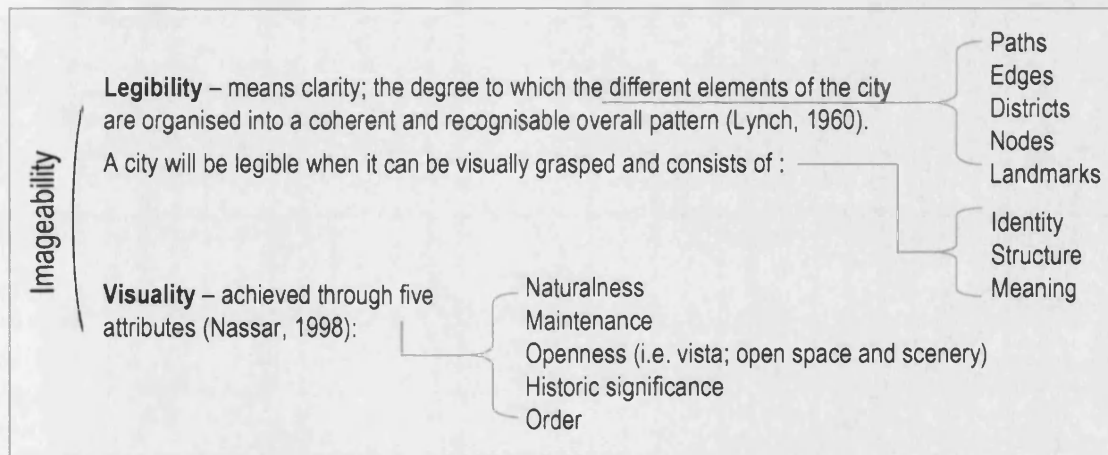 Imageability
Legibility – means clarity; the degree to which the different elements of the city
are organised into a coherent and recognisable overall pattern (Lynch, 1960).
Paths
Edges
Districts
Nodes
Landmarks
A city will be legible when it can be visually grasped and consists of :
Identity
Structure
Meaning
Visuality – achieved through five
attributes (Nassar, 1998):
Naturalness
Maintenance
Openness (i.e. vista; open space and scenery)
Historic significance
Order